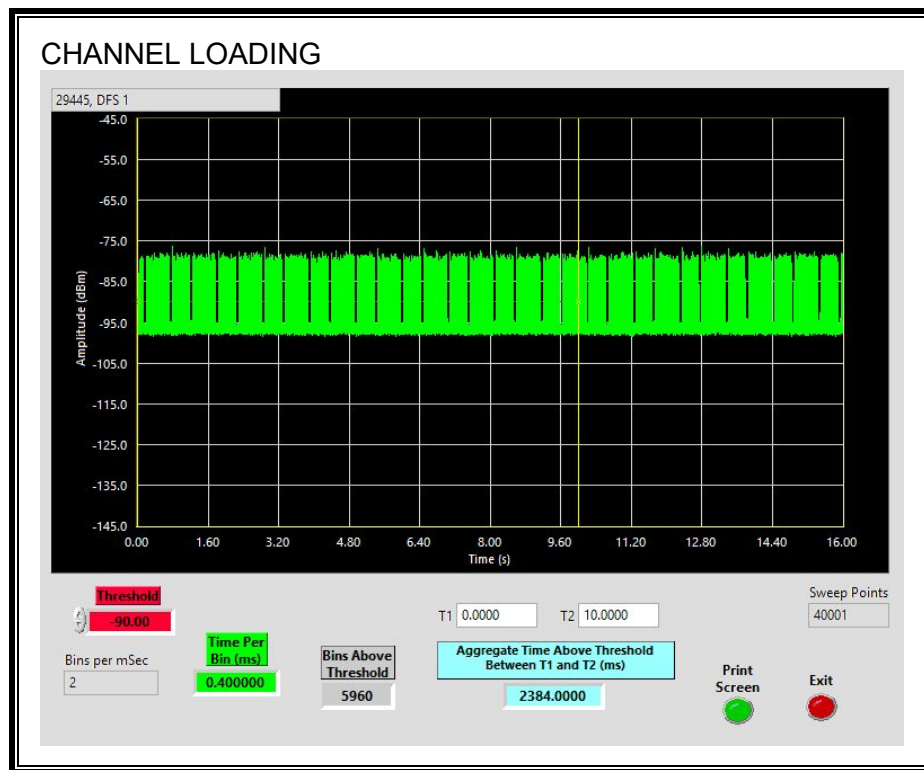 CHANNEL LOADING
29445, DFS 1
-45.0
-55.0
-65.0
-75.0
-85.0
-95.0
-105.0
-115.0
-125.0
-135.0
-145.0
Amplitude (dBm)
0.00 1.60 3.20 4.80 6.40 8.00 9.60 11.20 12.80 14.40 16.00
Time (s)
Threshold
-90.00
Bins per mSec
2
Time Per
Bin (ms)
0.400000
Bins Above
Threshold
5960
T1 0.0000 T2 10.0000
Aggregate Time Above Threshold
Between T1 and T2 (ms)
2384.0000
Sweep Points
40001
Print
Screen
Exit